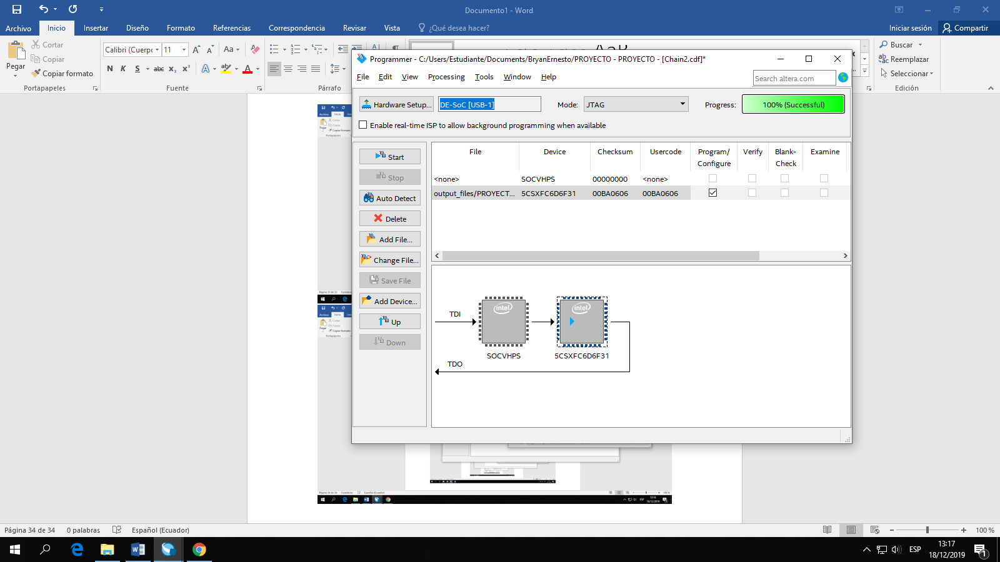 Documento1 - Word
Archivo Inicio Insertar Diseño Formato Referencias Correspondencia Revisar Vista ¿Qué desea hacer? Iniciar sesión Compartir
Pegar
Cortar
Copiar
Copiar formato
Portapapeles
Calibri (Cuerpo 11
N K S abc x₂ x²
Fuente
Párrafo
Buscar
Reemplazar
Seleccionar
Edición
Programmer - C:/Users/Estudiante/Documents/BryanErnesto/PROYECTO - PROYECTO - [Chain2.cdf]*
File Edit View Processing Tools Window Help
Search altera.com
Hardware Setup... DE-SoC [USB-1] Mode: JTAG Progress: 100% (Successful)
Enable real-time ISP to allow background programming when available
Start
Stop
Auto Detect
Delete
Add File...
Change File...
Save File
Add Device...
Up
Down
File Device Checksum Usercode Program/ Configure Verify Blank- Check Examine
<none> SOCVHPS 00000000 <none>
output_files/PROYECT... 5CSXFC6D6F31 00BA0606 00BA0606
TDI
intel
intel
SOCVHPS
5CSXFC6D6F31
TDO
Página 34 de 34 0 palabras Español (Ecuador) 100 %
ESP
13:17
18/12/2019
1